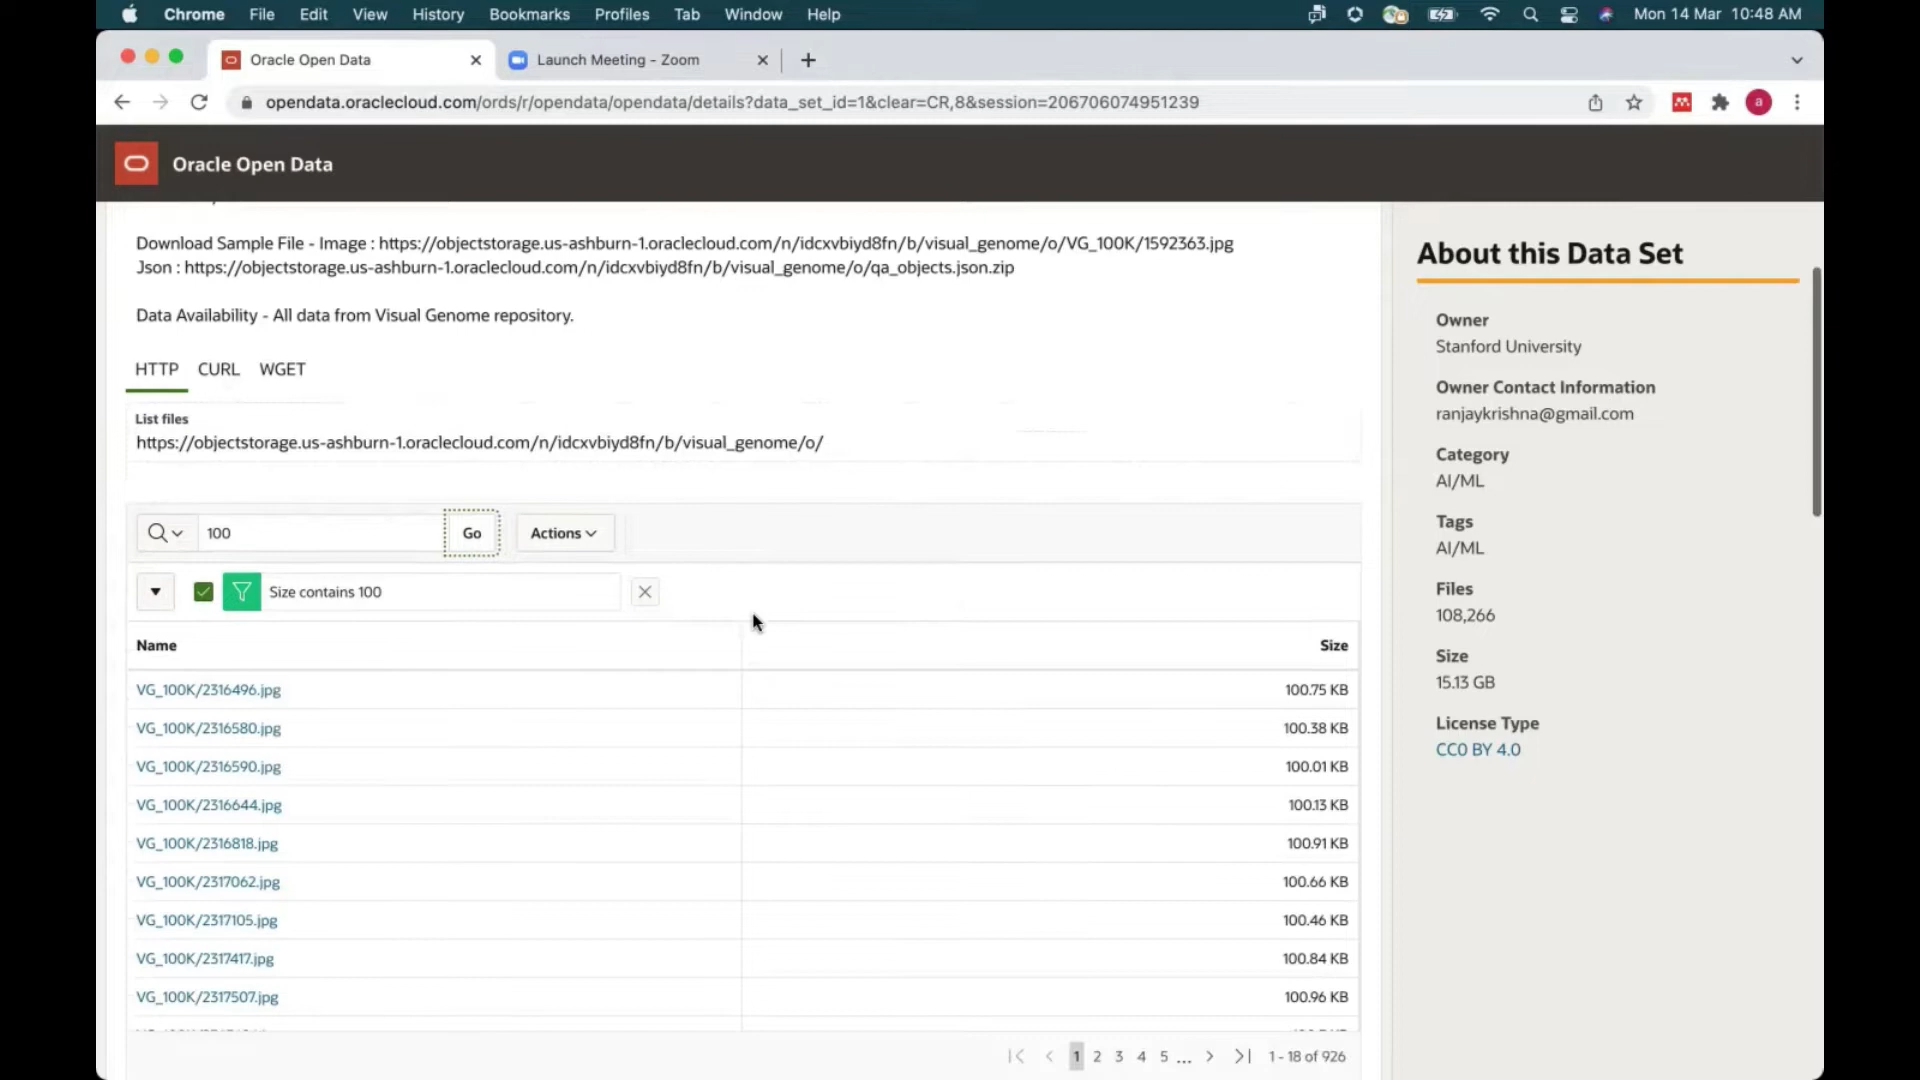 Chrome File Edit View History Bookmarks Profiles Tab Window Help Mon 14 Mar 10:48 AM
Oracle Open Data
Launch Meeting - Zoom
opendata.oraclecloud.com/ords/r/opendata/opendata/details?data_set_id=1&clear=CR,8&session=206706074951239
a
Oracle Open Data
Download Sample File - Image : https://objectstorage.us-ashburn-1.oraclecloud.com/n/idcxvbiyd8fn/b/visual_genome/o/VG_100K/1592363.jpg
Json : https://objectstorage.us-ashburn-1.oraclecloud.com/n/idcxvbiyd8fn/b/visual_genome/o/qa_objects.json.zip
Data Availability - All data from Visual Genome repository.
HTTP CURL WGET
List files
https://objectstorage.us-ashburn-1.oraclecloud.com/n/idcxvbiyd8fn/b/visual_genome/o/
100 Go Actions
Size contains 100
Name Size
VG_100K/2316496.jpg 100.75 KB
VG_100K/2316580.jpg 100.38 KB
VG_100K/2316590.jpg 100.01 KB
VG_100K/2316644.jpg 100.13 KB
VG_100K/2316818.jpg 100.91 KB
VG_100K/2317062.jpg 100.66 KB
VG_100K/2317105.jpg 100.46 KB
VG_100K/2317417.jpg 100.84 KB
VG_100K/2317507.jpg 100.96 KB
1 2 3 4 5 ... 1 - 18 of 926
About this Data Set
Owner
Stanford University
Owner Contact Information
ranjaykrishna@gmail.com
Category
AI/ML
Tags
AI/ML
Files
108,266
Size
15.13 GB
License Type
CC0 BY 4.0